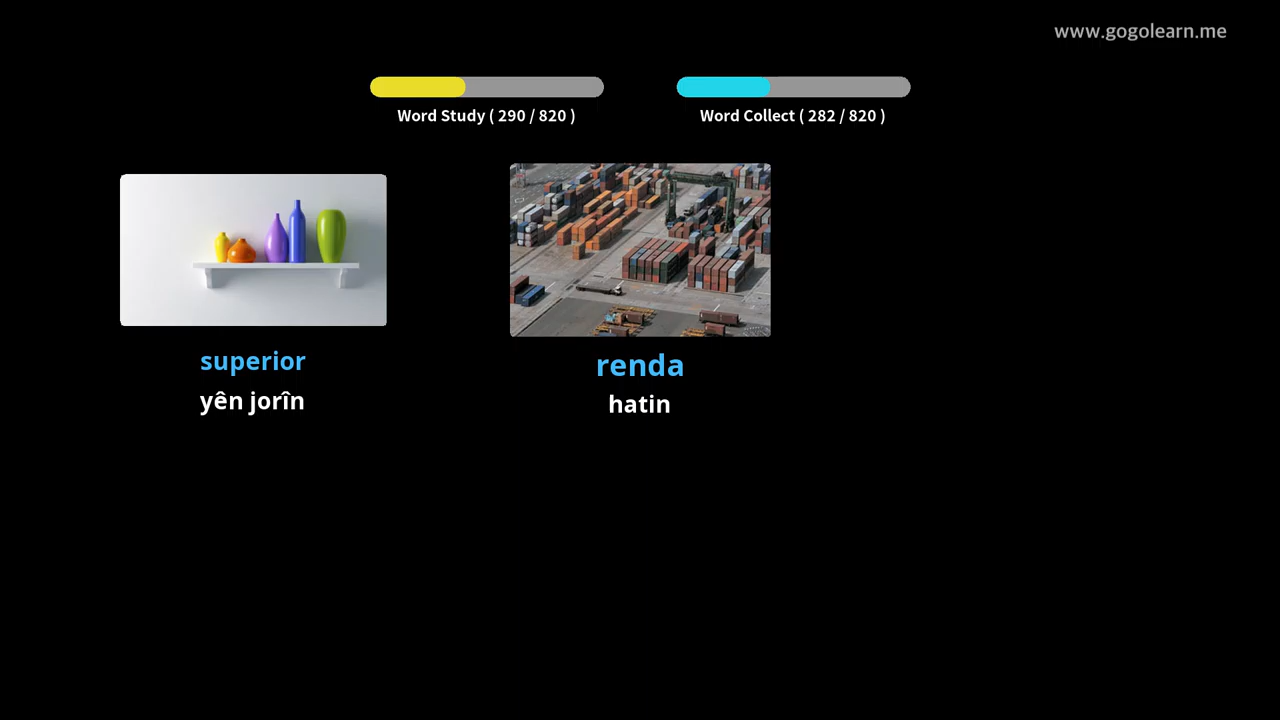 www.gogolearn.me
Word Study ( 290 / 820 )
Word Collect ( 282 / 820 )
superior
yên jorîn
renda
hatin